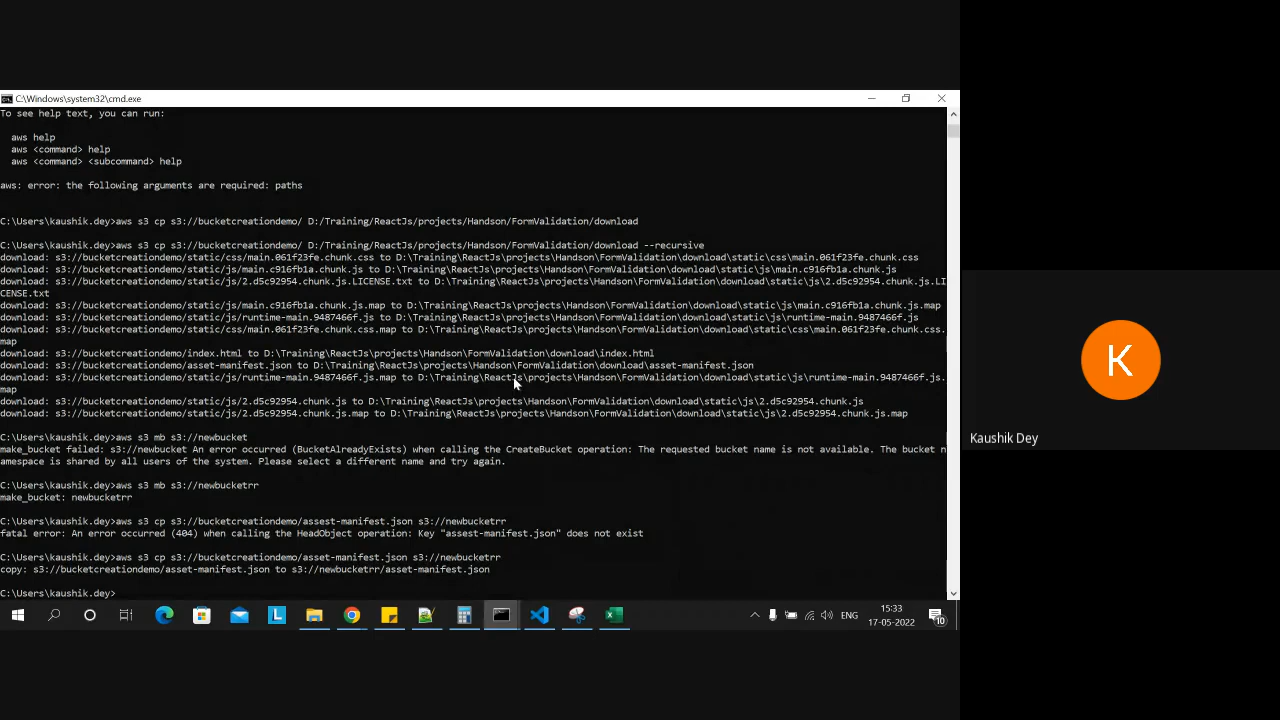 C:\Windows\system32\cmd.exe
To see help text, you can run:
aws help
aws <command> help
aws <command> <subcommand> help
aws: error: the following arguments are required: paths
C:\Users\kaushik.dey>aws s3 cp s3://bucketcreationdemo/ D:/Training/ReactJs/projects/Handson/FormValidation/download
C:\Users\kaushik.dey>aws s3 cp s3://bucketcreationdemo/ D:/Training/ReactJs/projects/Handson/FormValidation/download --recursive
download: s3://bucketcreationdemo/static/css/main.061f23fe.chunk.css to D:\Training\ReactJs\projects\Handson\FormValidation\download\static\css\main.061f23fe.chunk.css
download: s3://bucketcreationdemo/static/js/main.c916fb1a.chunk.js to D:\Training\ReactJs\projects\Handson\FormValidation\download\static\js\main.c916fb1a.chunk.js
download: s3://bucketcreationdemo/static/js/2.d5c92954.chunk.js.LICENSE.txt to D:\Training\ReactJs\projects\Handson\FormValidation\download\static\js\2.d5c92954.chunk.js.LI
CENSE.txt
download: s3://bucketcreationdemo/static/js/main.c916fb1a.chunk.js.map to D:\Training\ReactJs\projects\Handson\FormValidation\download\static\js\main.c916fb1a.chunk.js.map
download: s3://bucketcreationdemo/static/js/runtime-main.9487466f.js to D:\Training\ReactJs\projects\Handson\FormValidation\download\static\js\runtime-main.9487466f.js
download: s3://bucketcreationdemo/static/css/main.061f23fe.chunk.css.map to D:\Training\ReactJs\projects\Handson\FormValidation\download\static\css\main.061f23fe.chunk.css.
map
download: s3://bucketcreationdemo/index.html to D:\Training\ReactJs\projects\Handson\FormValidation\download\index.html
download: s3://bucketcreationdemo/asset-manifest.json to D:\Training\ReactJs\projects\Handson\FormValidation\download\asset-manifest.json
download: s3://bucketcreationdemo/static/js/runtime-main.9487466f.js.map to D:\Training\ReactJs\projects\Handson\FormValidation\download\static\js\runtime-main.9487466f.js.
map
download: s3://bucketcreationdemo/static/js/2.d5c92954.chunk.js to D:\Training\ReactJs\projects\Handson\FormValidation\download\static\js\2.d5c92954.chunk.js
download: s3://bucketcreationdemo/static/js/2.d5c92954.chunk.js.map to D:\Training\ReactJs\projects\Handson\FormValidation\download\static\js\2.d5c92954.chunk.js.map
C:\Users\kaushik.dey>aws s3 mb s3://newbucket
make_bucket failed: s3://newbucket An error occurred (BucketAlreadyExists) when calling the CreateBucket operation: The requested bucket name is not available. The bucket n
amespace is shared by all users of the system. Please select a different name and try again.
C:\Users\kaushik.dey>aws s3 mb s3://newbucketrr
make_bucket: newbucketrr
C:\Users\kaushik.dey>aws s3 cp s3://bucketcreationdemo/assest-manifest.json s3://newbucketrr
fatal error: An error occurred (404) when calling the HeadObject operation: Key "assest-manifest.json" does not exist
C:\Users\kaushik.dey>aws s3 cp s3://bucketcreationdemo/asset-manifest.json s3://newbucketrr
copy: s3://bucketcreationdemo/asset-manifest.json to s3://newbucketrr/asset-manifest.json
C:\Users\kaushik.dey>
K
Kaushik Dey
L
ENG
15:33
17-05-2022
10